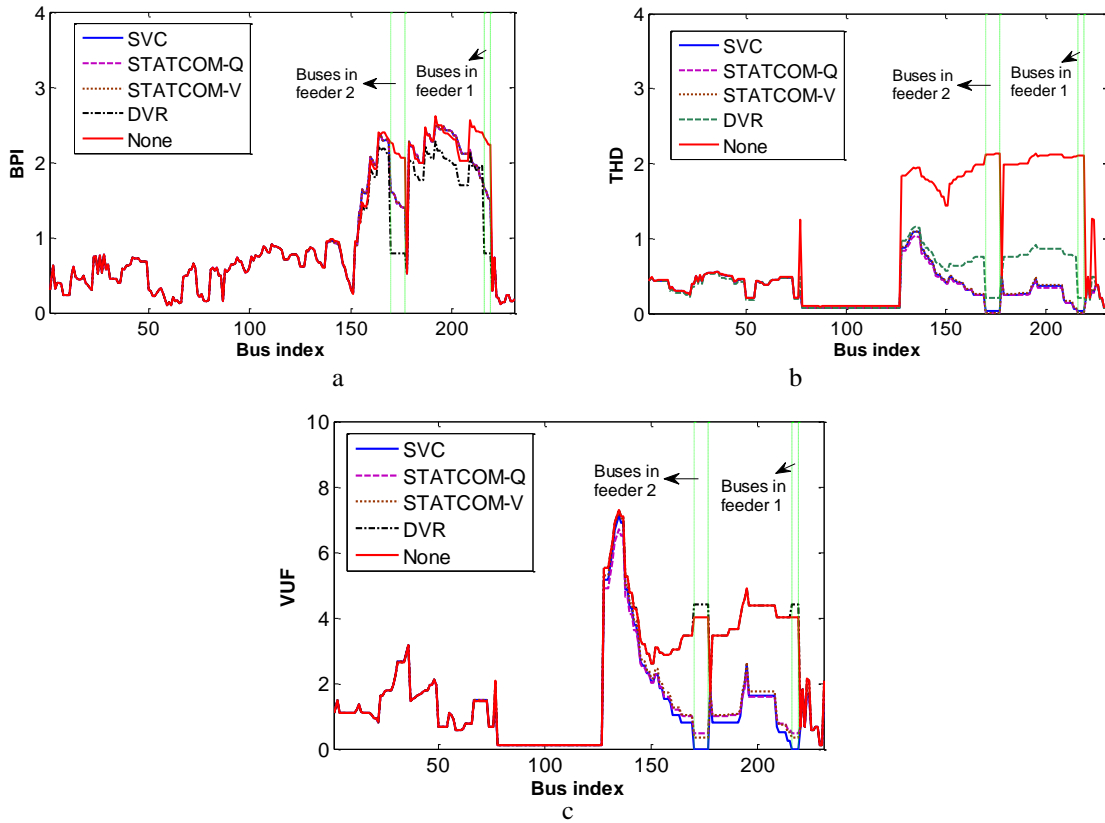 4
3
2
1
0
BPI
SVC
STATCOM-Q
STATCOM-V
DVR
None
Buses in
feeder 2
Buses in
feeder 1
50
100
150
200
Bus index
a
4
3
2
1
0
THD
SVC
STATCOM-Q
STATCOM-V
DVR
None
Buses in
feeder 2
Buses in
feeder 1
50
100
150
200
Bus index
b
10
8
6
4
2
0
VUF
SVC
STATCOM-Q
STATCOM-V
DVR
None
Buses in
feeder 2
Buses in
feeder 1
50
100
150
200
Bus index
c